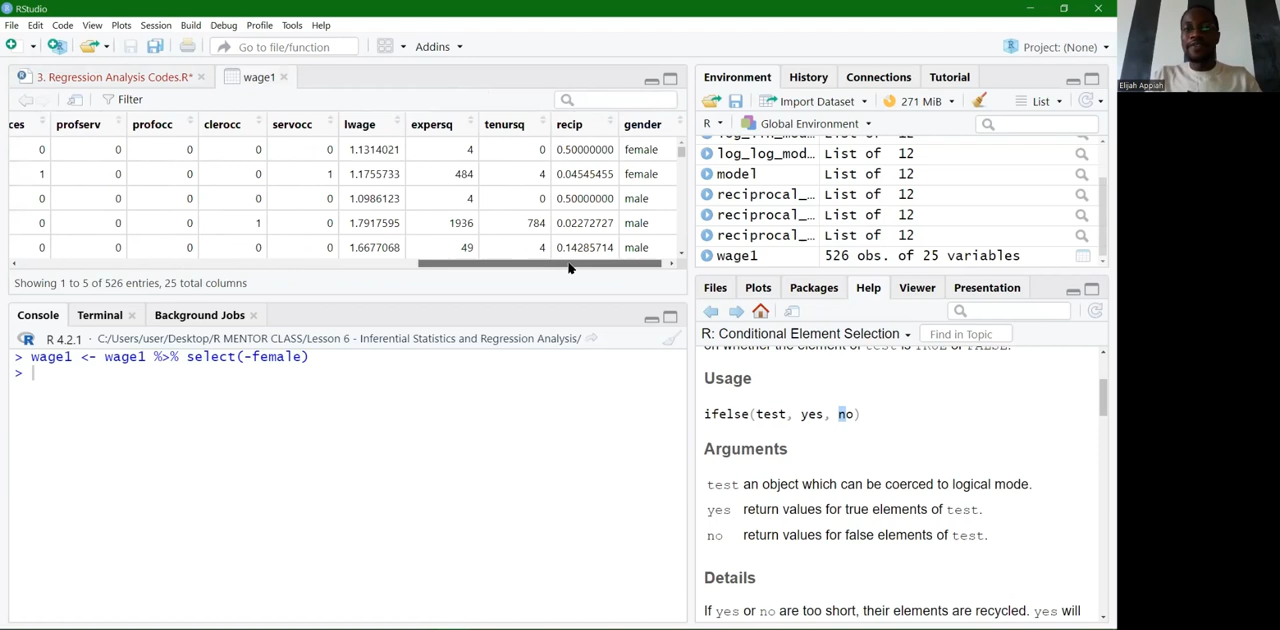 RStudio
File Edit Code View Plots Session Build Debug Profile Tools Help
Go to file/function Addins Project: (None)
3. Regression Analysis Codes.R* wage1
Filter
ces profserv profocc clerocc servocc lwage expersq tenursq recip gender
0 0 0 0 0 1.1314021 4 0 0.50000000 female
1 0 0 0 1 1.1755733 484 4 0.04545455 female
0 0 0 0 0 1.0986123 4 0 0.50000000 male
0 0 0 1 0 1.7917595 1936 784 0.02272727 male
0 0 0 0 0 1.6677068 49 4 0.14285714 male
Showing 1 to 5 of 526 entries, 25 total columns
Console Terminal Background Jobs
R 4.2.1 · C:/Users/user/Desktop/R MENTOR CLASS/Lesson 6 - Inferential Statistics and Regression Analysis/
> wage1 <- wage1 %>% select(-female)
>
Environment History Connections Tutorial
Import Dataset 271 MiB List
R Global Environment
log_log_mod… List of 12
model List of 12
reciprocal_… List of 12
reciprocal_… List of 12
reciprocal_… List of 12
wage1 526 obs. of 25 variables
Files Plots Packages Help Viewer Presentation
R: Conditional Element Selection Find in Topic
Usage
ifelse(test, yes, no)
Arguments
test an object which can be coerced to logical mode.
yes return values for true elements of test.
no return values for false elements of test.
Details
If yes or no are too short, their elements are recycled. yes will
Elijah Appiah